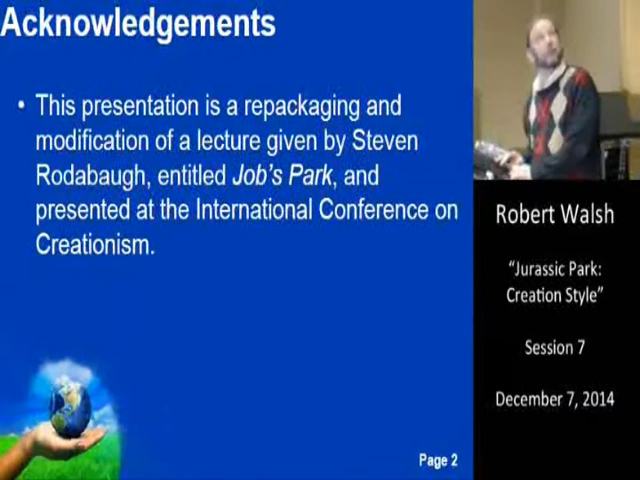 Acknowledgements
• This presentation is a repackaging and
modification of a lecture given by Steven
Rodabaugh, entitled Job's Park, and
presented at the International Conference on
Creationism.
Page 2
Robert Walsh
“Jurassic Park:
Creation Style”
Session 7
December 7, 2014